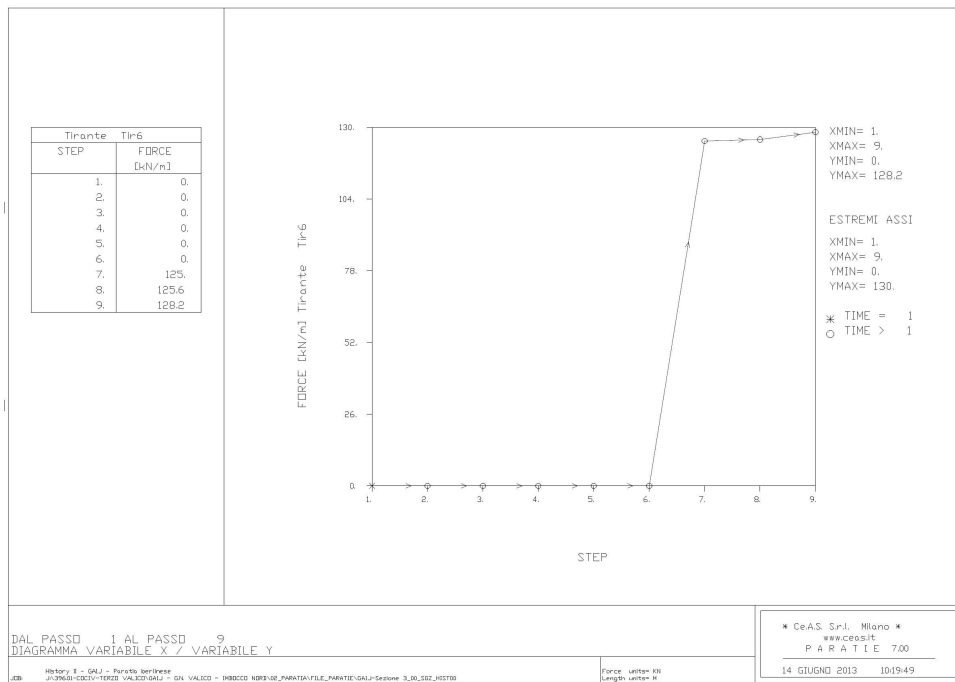 Tirante Tir6
STEP FORCE
[kN/m]
1. 0.
2. 0.
3. 0.
4. 0.
5. 0.
6. 0.
7. 125.
8. 125.6
9. 128.2
FORCE [kN/m] Tirante Tir6
130.
104.
78.
52.
26.
0.
1. 2. 3. 4. 5. 6. 7. 8. 9.
STEP
XMIN= 1.
XMAX= 9.
YMIN= 0.
YMAX= 128.2
ESTREMI ASSI
XMIN= 1.
XMAX= 9.
YMIN= 0.
YMAX= 130.
TIME = 1
TIME > 1
DAL PASSO 1 AL PASSO 9
DIAGRAMMA VARIABILE X / VARIABILE Y
History 8 - GALJ - Paratia berlinese
JOB:
Force units= KN
Length units= M
* Ce.A.S. S.r.l. Milano *
www.ceas.it
P A R A T I E 7.00
14 GIUGNO 2013 10:19:49